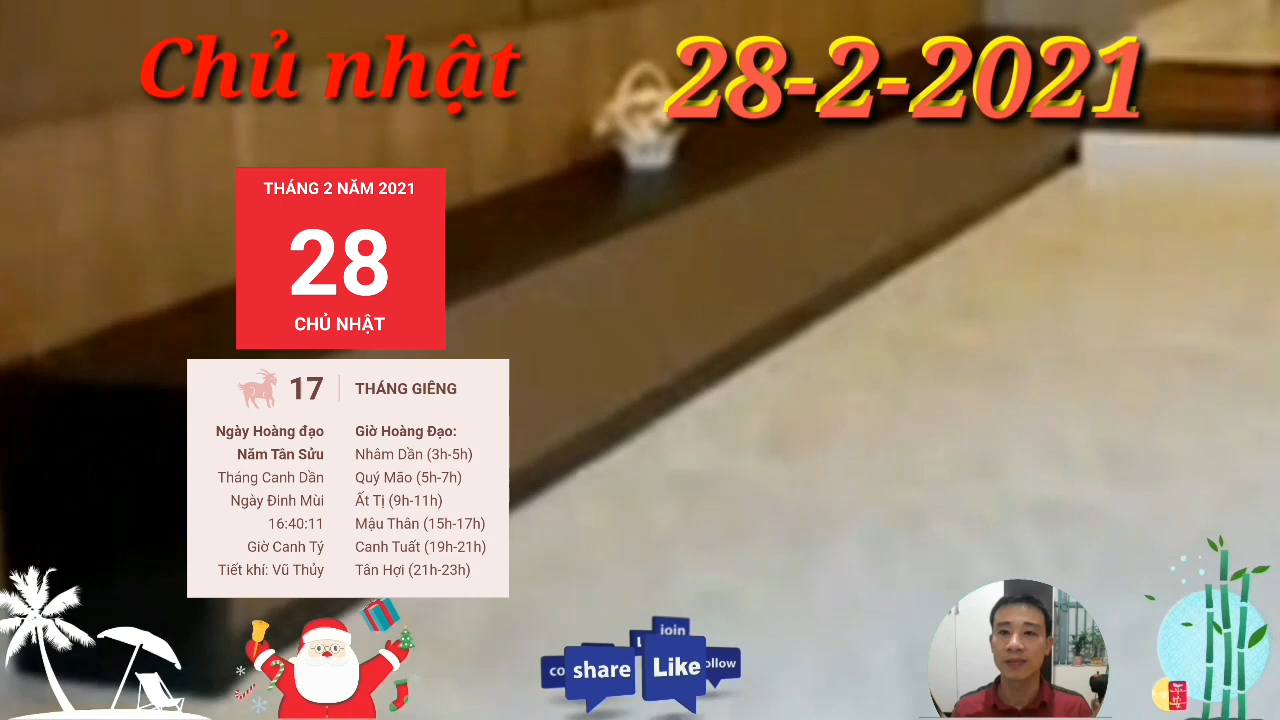 Chủ nhật 28-2-2021
THÁNG 2 NĂM 2021
28
CHỦ NHẬT
17 THÁNG GIÊNG
Ngày Hoàng đạo
Năm Tân Sửu
Tháng Canh Dần
Ngày Đinh Mùi
16:40:11
Giờ Canh Tý
Tiết khí: Vũ Thủy
Giờ Hoàng Đạo:
Nhâm Dần (3h-5h)
Quý Mão (5h-7h)
Ất Tị (9h-11h)
Mậu Thân (15h-17h)
Canh Tuất (19h-21h)
Tân Hợi (21h-23h)
join
L
co share Like ollow